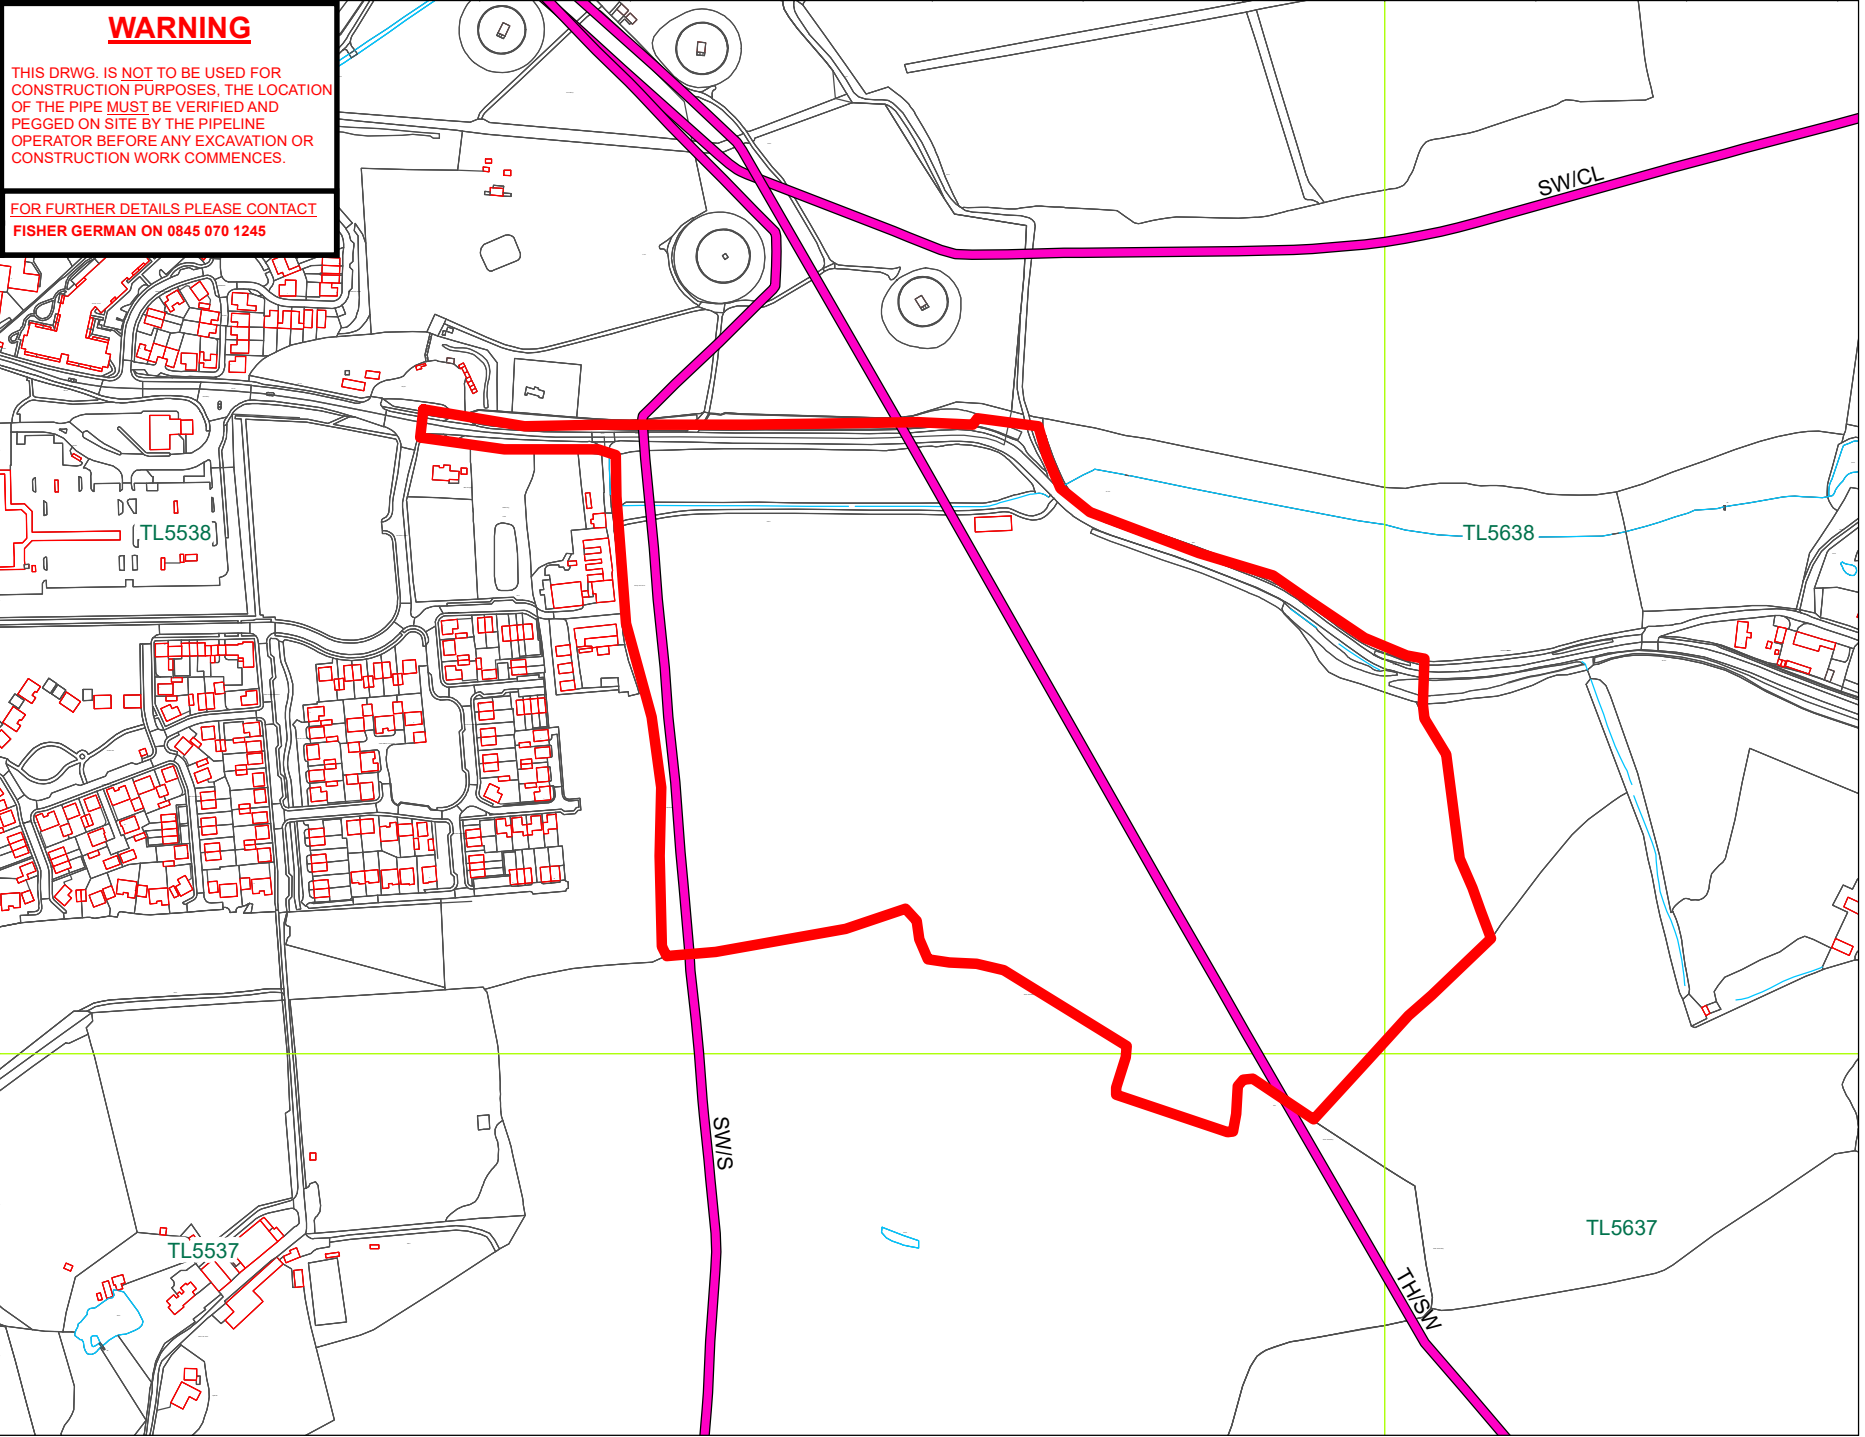 WARNING
THIS DRWG. IS NOT TO BE USED FOR
CONSTRUCTION PURPOSES, THE LOCATION
OF THE PIPE MUST BE VERIFIED AND
PEGGED ON SITE BY THE PIPELINE
OPERATOR BEFORE ANY EXCAVATION OR
CONSTRUCTION WORK COMMENCES.
FOR FURTHER DETAILS PLEASE CONTACT
FISHER GERMAN ON 0845 070 1245
SW/CL
TL5538
TL5638
SW/S
TL5537
TL5637
TH/SW